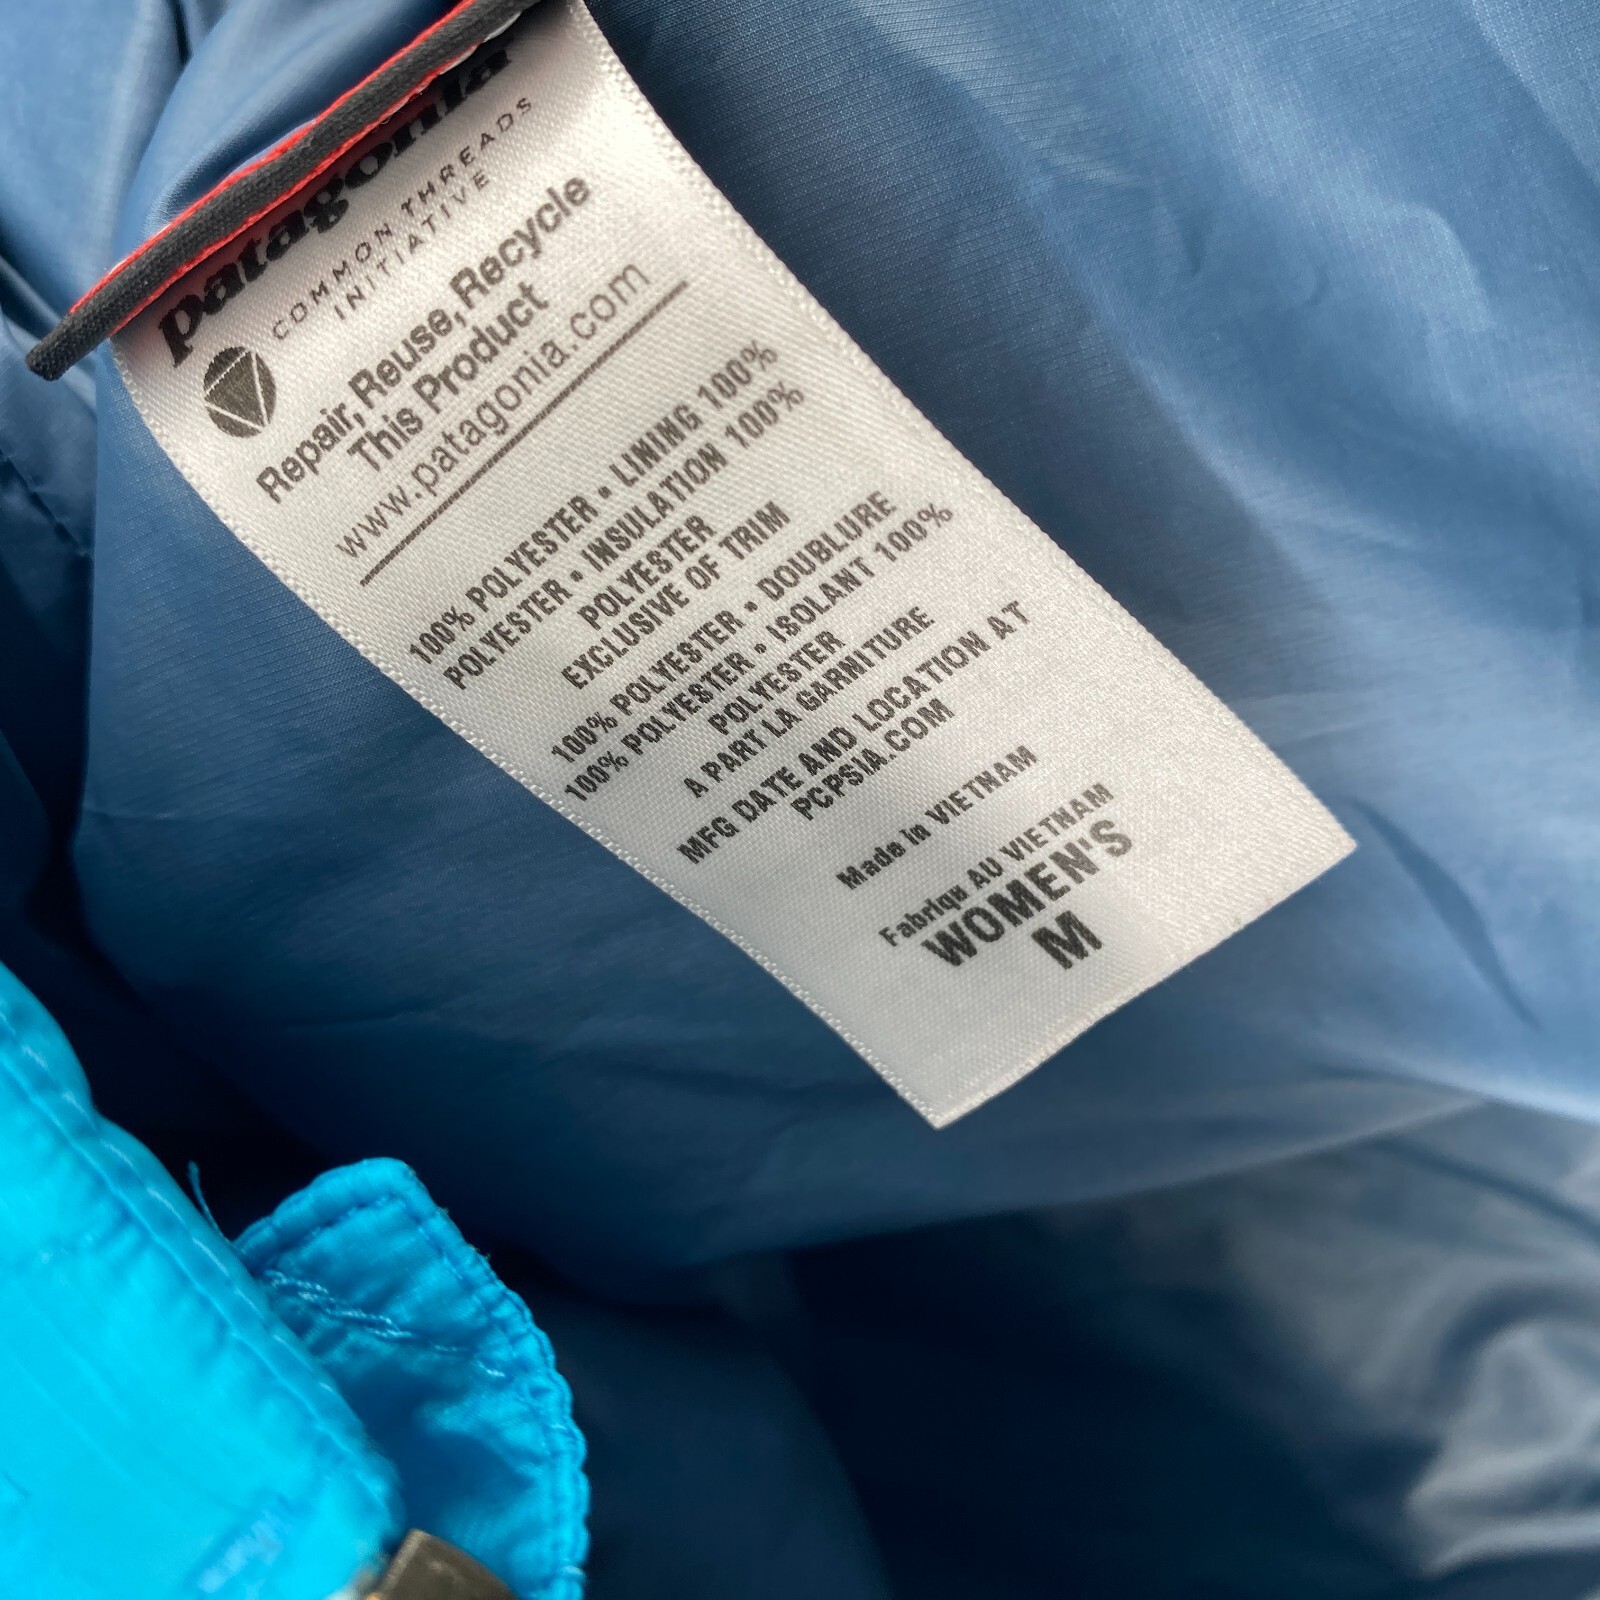 patagonia
COMMON THREADS
INITIATIVE
Repair, Reuse, Recycle
This Product
www.patagonia.com
100% POLYESTER • LINING 100%
POLYESTER • INSULATION 100%
POLYESTER
EXCLUSIVE OF TRIM
100% POLYESTER • DOUBLURE
100% POLYESTER • ISOLANT 100%
POLYESTER
A PART LA GARNITURE
MFG DATE AND LOCATION AT
PCPSIA.COM
Made in VIETNAM
Fabriqu AU VIETNAM
WOMEN'S
M